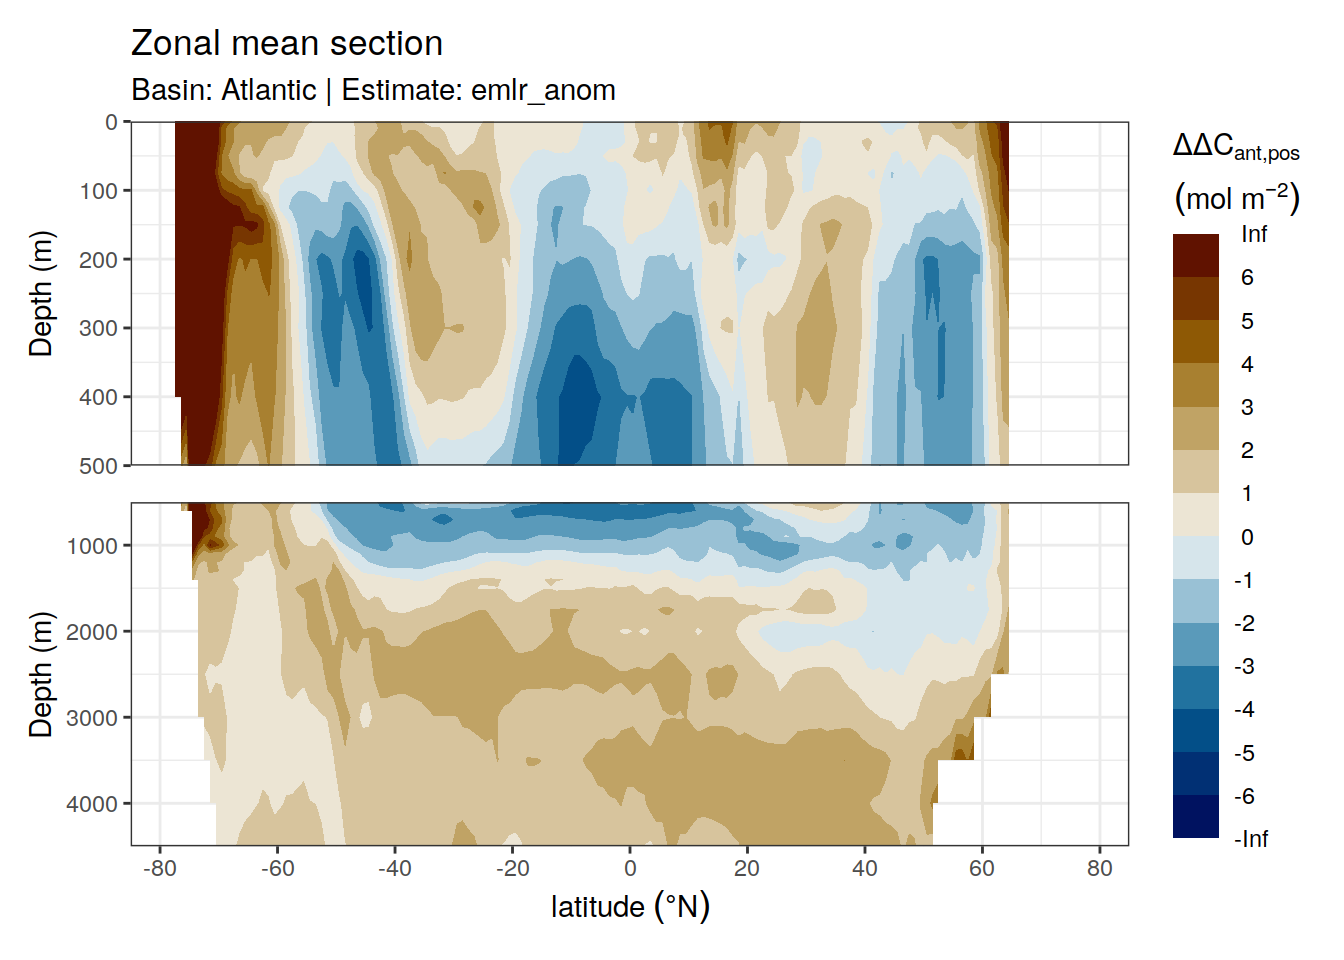 Zonal mean section
Basin: Atlantic | Estimate: emlr_anom
0
100
200
300
400
500
Depth (m)
1000
2000
3000
4000
Depth (m)
-80 -60 -40 -20 0 20 40 60 80
latitude (°N)
ΔΔC_ant,pos
(mol m⁻²)
Inf
6
5
4
3
2
1
0
-1
-2
-3
-4
-5
-6
-Inf